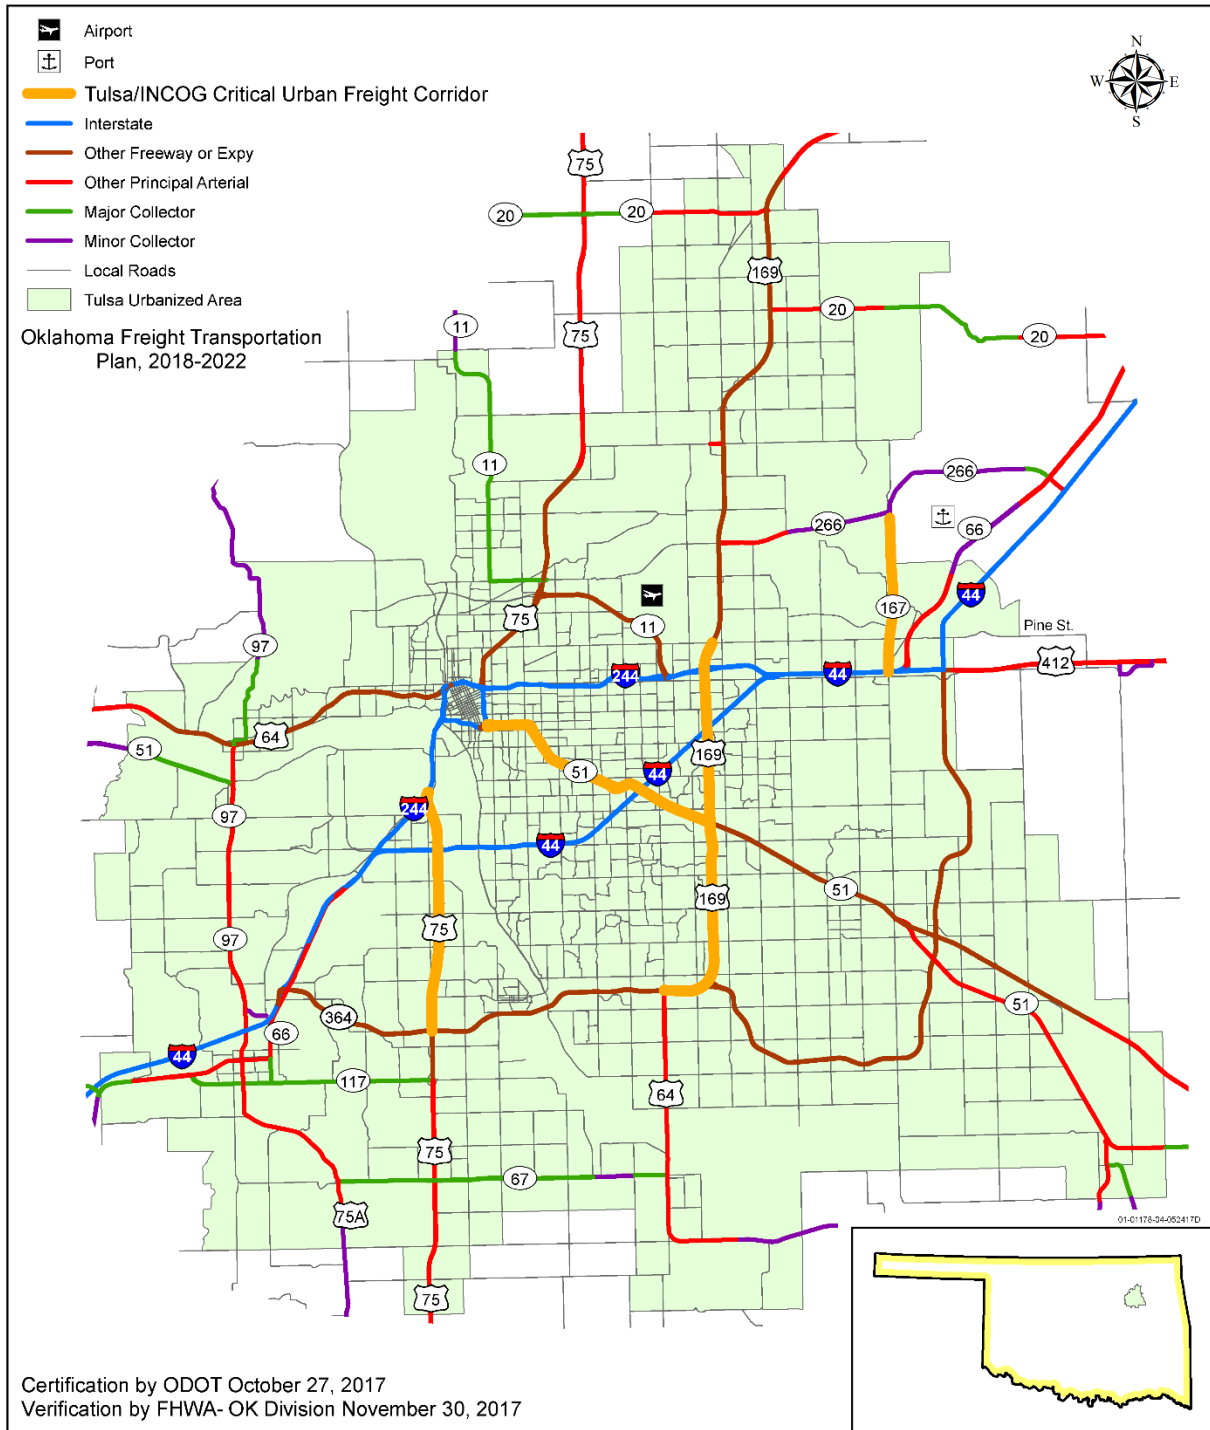 Airport
Port
Tulsa/INCOG Critical Urban Freight Corridor
Interstate
Other Freeway or Expy
Other Principal Arterial
Major Collector
Minor Collector
Local Roads
Tulsa Urbanized Area
Oklahoma Freight Transportation
Plan, 2018-2022
N
W E
S
75
20
20
169
20
20
11
75
11
266
266
66
44
167
75
11
97
Pine St.
412
244
44
64
51
169
51
44
97
244
44
51
169
75
97
364
66
51
44
117
64
75
67
75A
75
01-01178-04-052417D
Certification by ODOT October 27, 2017
Verification by FHWA- OK Division November 30, 2017